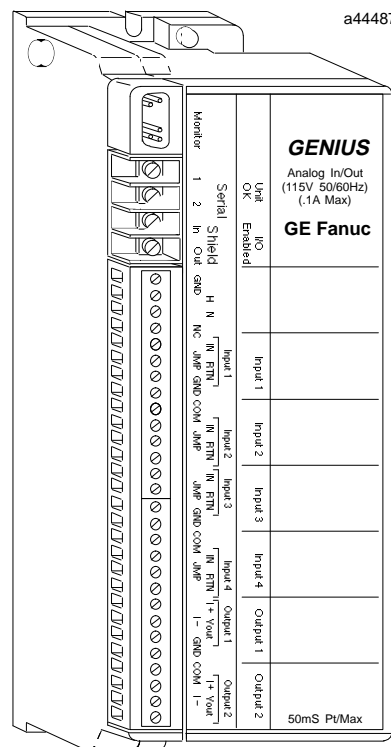 a44487
GENIUS
Analog In/Out
(115V 50/60Hz)
(.1A Max)
GE Fanuc
Unit OK
I/O Enabled
Monitor
Serial
1
2
Shield
In
Out
GND
H
N
NC
Input 1
IN
RTN
JMP
GND
COM
Input 2
IN
RTN
JMP
Input 3
IN
RTN
JMP
GND
COM
Input 4
IN
RTN
JMP
Output 1
I+
Yout
I–
GND
COM
Output 2
I+
Yout
I–
Input 1
Input 2
Input 3
Input 4
Output 1
Output 2
50mS Pt/Max